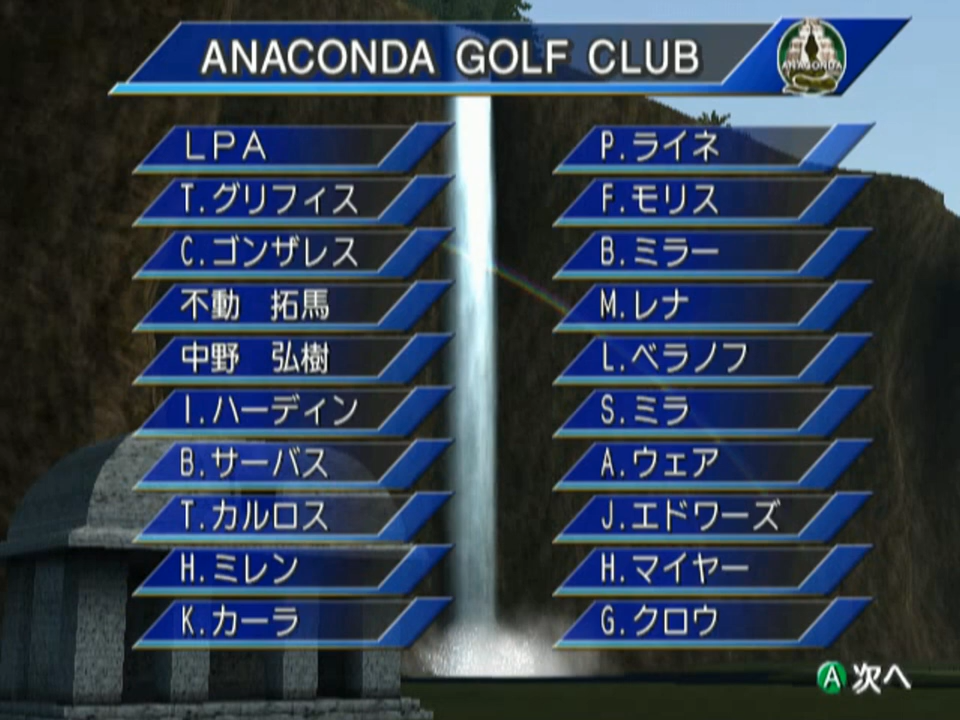 ANACONDA GOLF CLUB
ANACONDA
LPA
T.グリフィス
C.ゴンザレス
不動　拓馬
中野　弘樹
I.ハーディン
B.サーバス
T.カルロス
H.ミレン
K.カーラ
P.ライネ
F.モリス
B.ミラー
M.レナ
L.ベラノフ
S.ミラ
A.ウェア
J.エドワーズ
H.マイヤー
G.クロウ
A 次へ